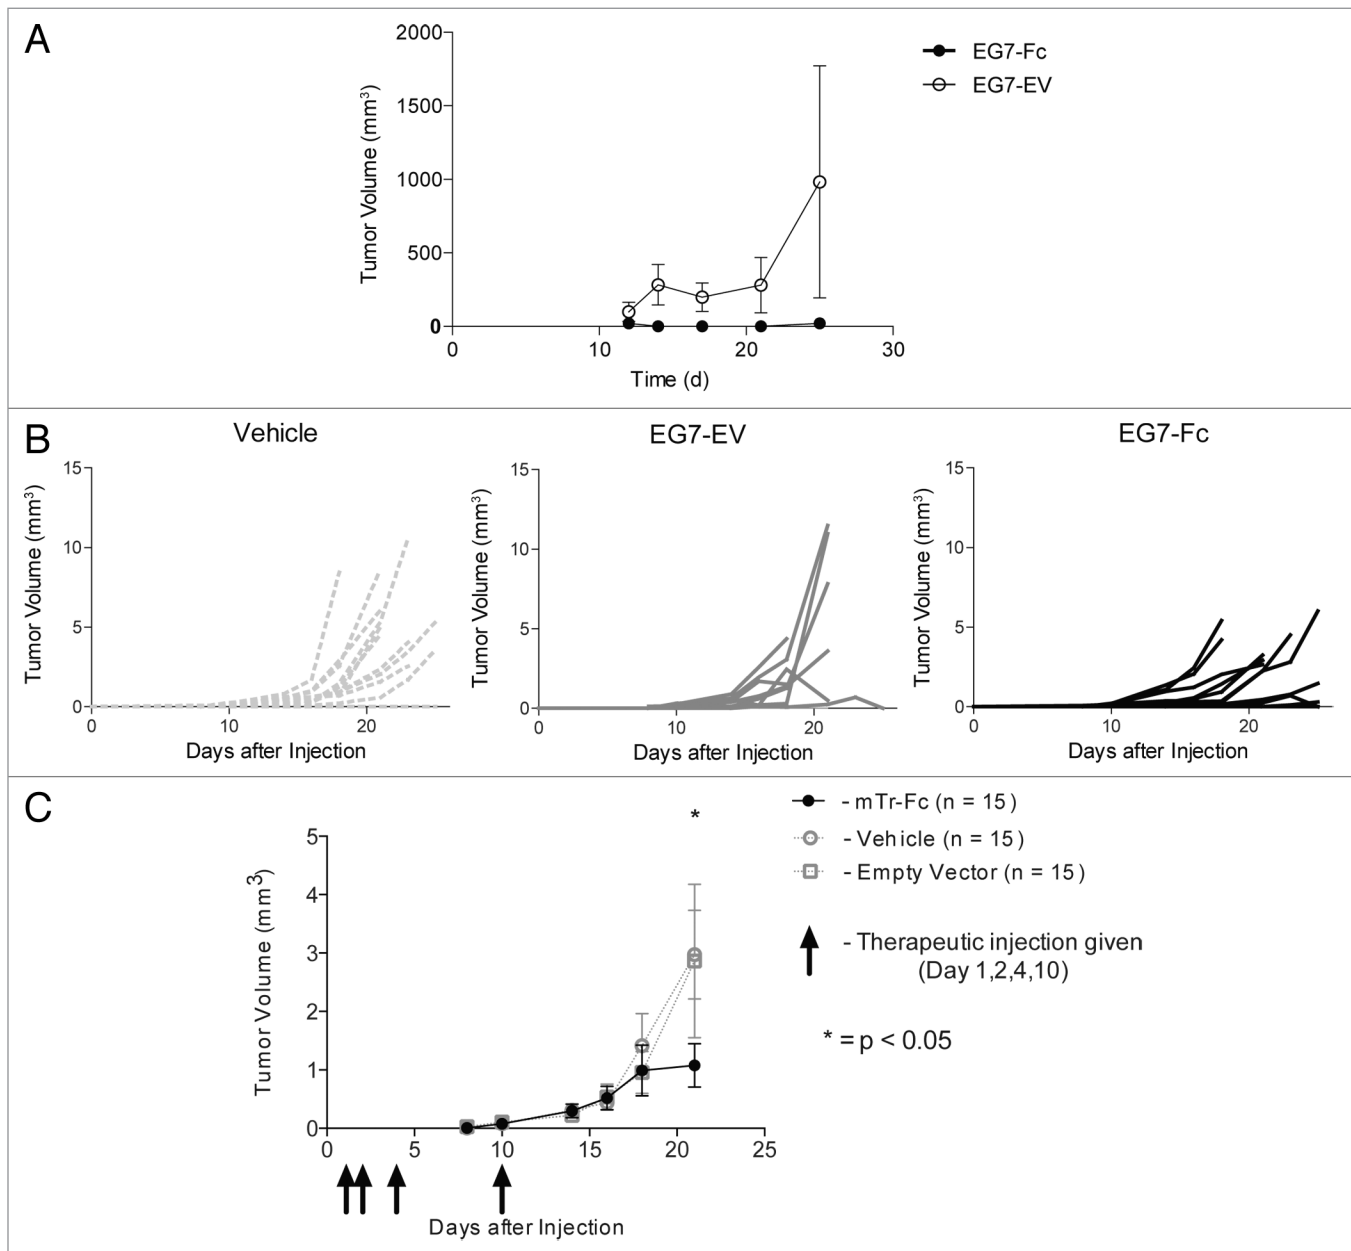 A
2000
1500
1000
500
0
Tumor Volume (mm³)
0 10 20 30
Time (d)
EG7-Fc
EG7-EV
B
Vehicle
15
10
5
0
Tumor Volume (mm³)
0 10 20
Days after Injection
EG7-EV
15
10
5
0
Tumor Volume (mm³)
0 10 20
Days after Injection
EG7-Fc
15
10
5
0
Tumor Volume (mm³)
0 10 20
Days after Injection
C
*
5
4
3
2
1
0
Tumor Volume (mm³)
0 5 10 15 20 25
Days after Injection
- mTr-Fc (n = 15)
- Vehicle (n = 15)
- Empty Vector (n = 15)
- Therapeutic injection given
(Day 1,2,4,10)
* = p < 0.05